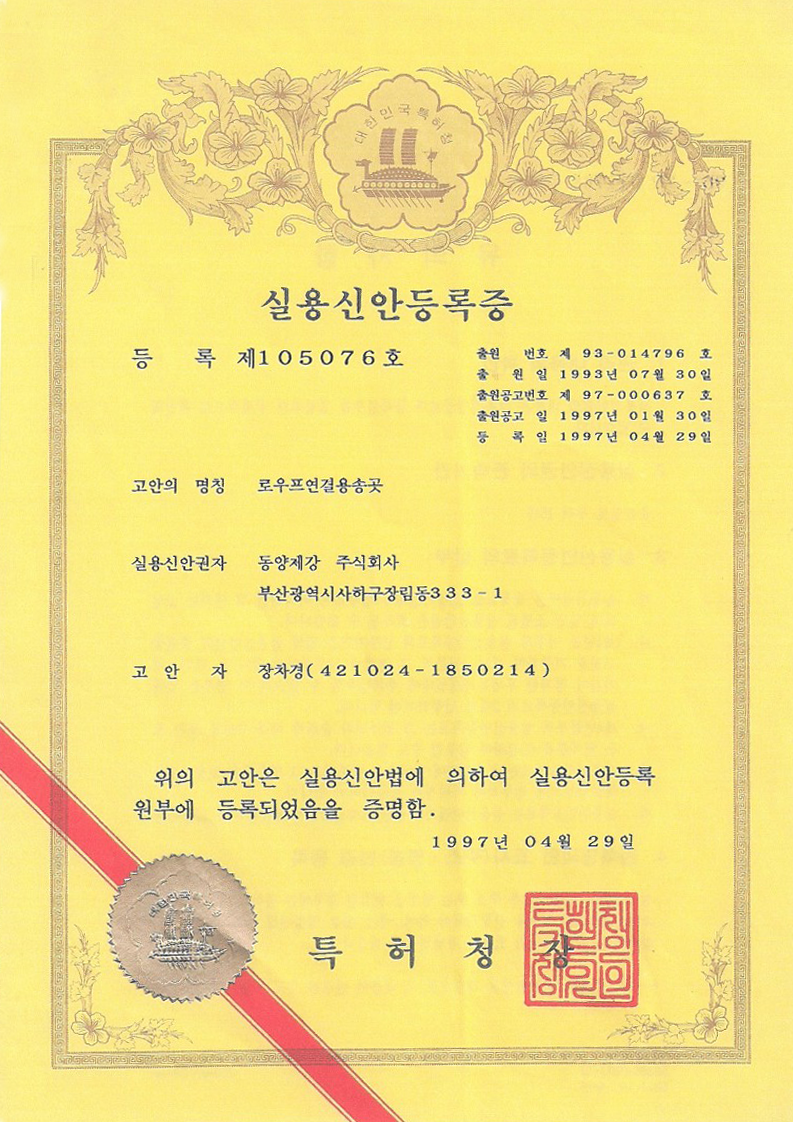 대한민국특허청
실용신안등록증
등 록 제105076호
출원 번호 제 93-014796 호
출 원 일 1993년 07월 30일
출원공고번호 제 97-000637 호
출원공고 일 1997년 01월 30일
등 록 일 1997년 04월 29일
고안의 명칭 로우프연결용송곳
실용신안권자 동양제강 주식회사
부산광역시사하구장림동333-1
고 안 자 장차경(421024-1850214)
위의 고안은 실용신안법에 의하여 실용신안등록
원부에 등록되었음을 증명함.
1997년 04월 29일
대한민국특허청
특 허 청 장